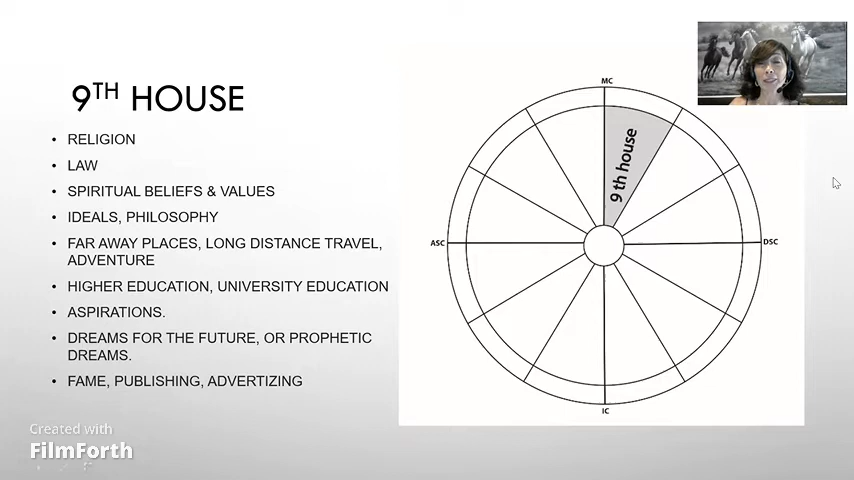 9TH HOUSE
• RELIGION
• LAW
• SPIRITUAL BELIEFS & VALUES
• IDEALS, PHILOSOPHY
• FAR AWAY PLACES, LONG DISTANCE TRAVEL,
ADVENTURE
• HIGHER EDUCATION, UNIVERSITY EDUCATION
• ASPIRATIONS.
• DREAMS FOR THE FUTURE, OR PROPHETIC
DREAMS.
• FAME, PUBLISHING, ADVERTIZING
MC
9 th house
ASC
DSC
IC
Created with
FilmForth